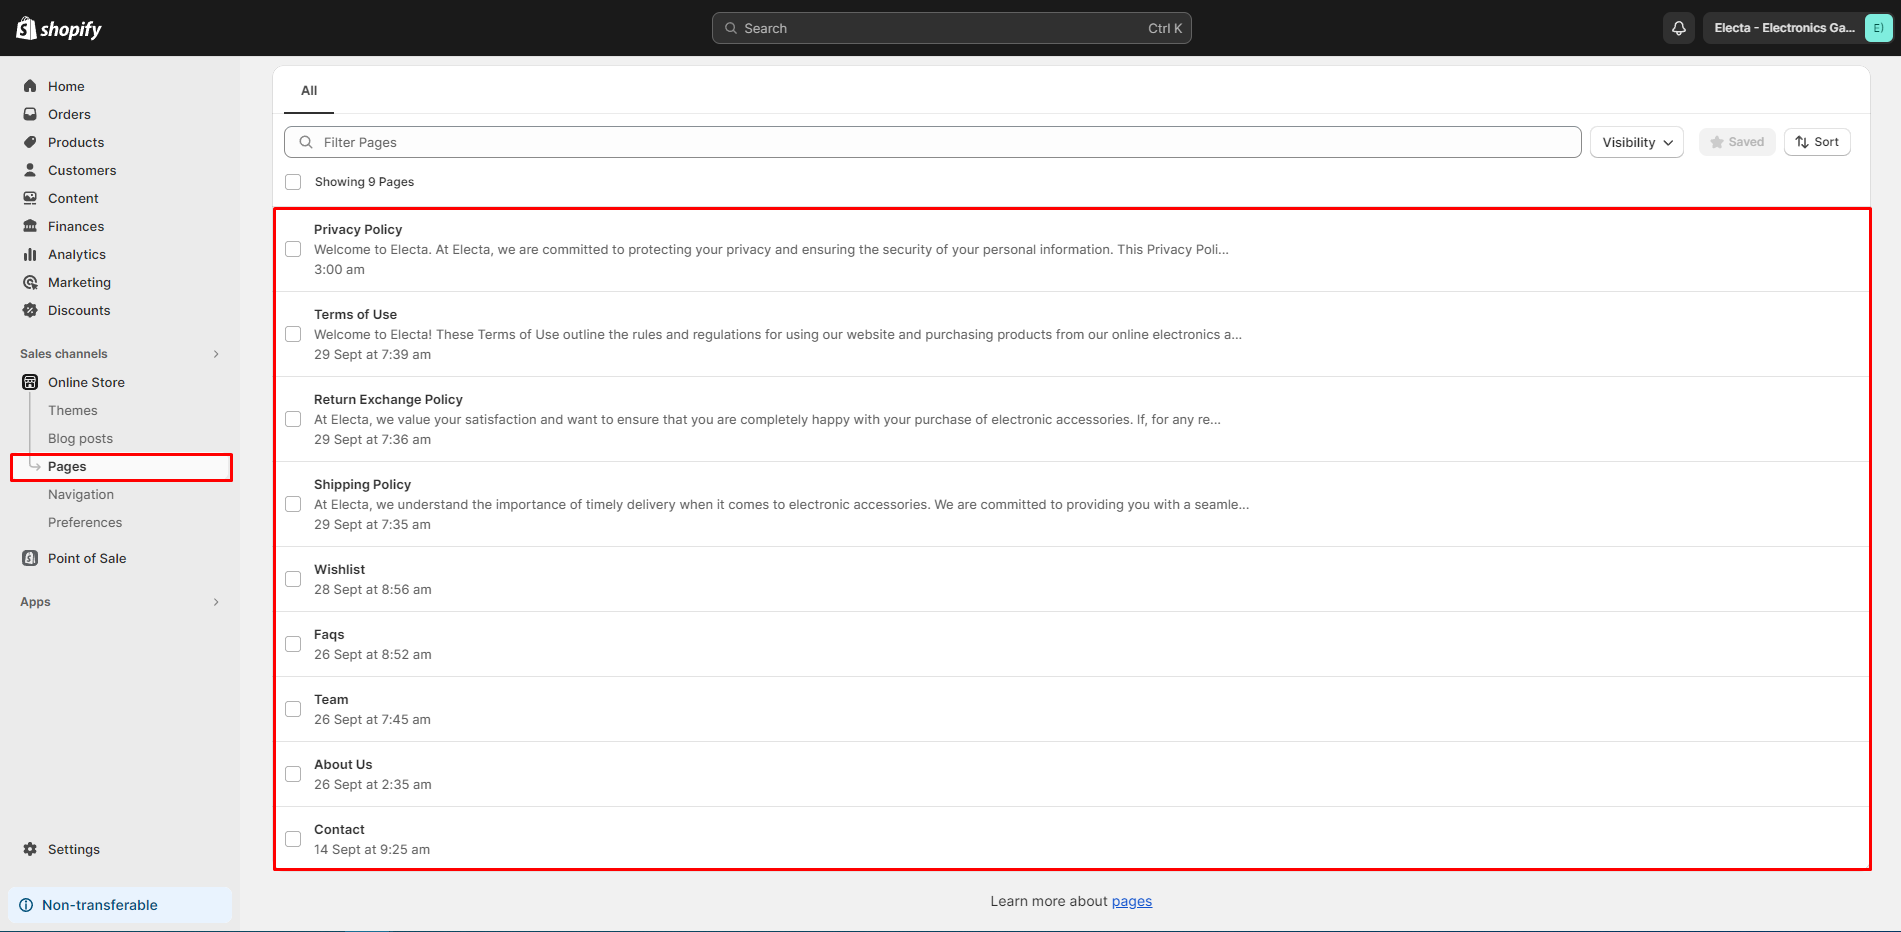 shopify
Search Ctrl K
Electa - Electronics Ga... E)
Home
Orders
Products
Customers
Content
Finances
Analytics
Marketing
Discounts
Sales channels
Online Store
Themes
Blog posts
Pages
Navigation
Preferences
Point of Sale
Apps
Settings
Non-transferable
All
Filter Pages
Visibility
Saved
Sort
Showing 9 Pages
Privacy Policy
Welcome to Electa. At Electa, we are committed to protecting your privacy and ensuring the security of your personal information. This Privacy Poli...
3:00 am
Terms of Use
Welcome to Electa! These Terms of Use outline the rules and regulations for using our website and purchasing products from our online electronics a...
29 Sept at 7:39 am
Return Exchange Policy
At Electa, we value your satisfaction and want to ensure that you are completely happy with your purchase of electronic accessories. If, for any re...
29 Sept at 7:36 am
Shipping Policy
At Electa, we understand the importance of timely delivery when it comes to electronic accessories. We are committed to providing you with a seamle...
29 Sept at 7:35 am
Wishlist
28 Sept at 8:56 am
Faqs
26 Sept at 8:52 am
Team
26 Sept at 7:45 am
About Us
26 Sept at 2:35 am
Contact
14 Sept at 9:25 am
Learn more about pages